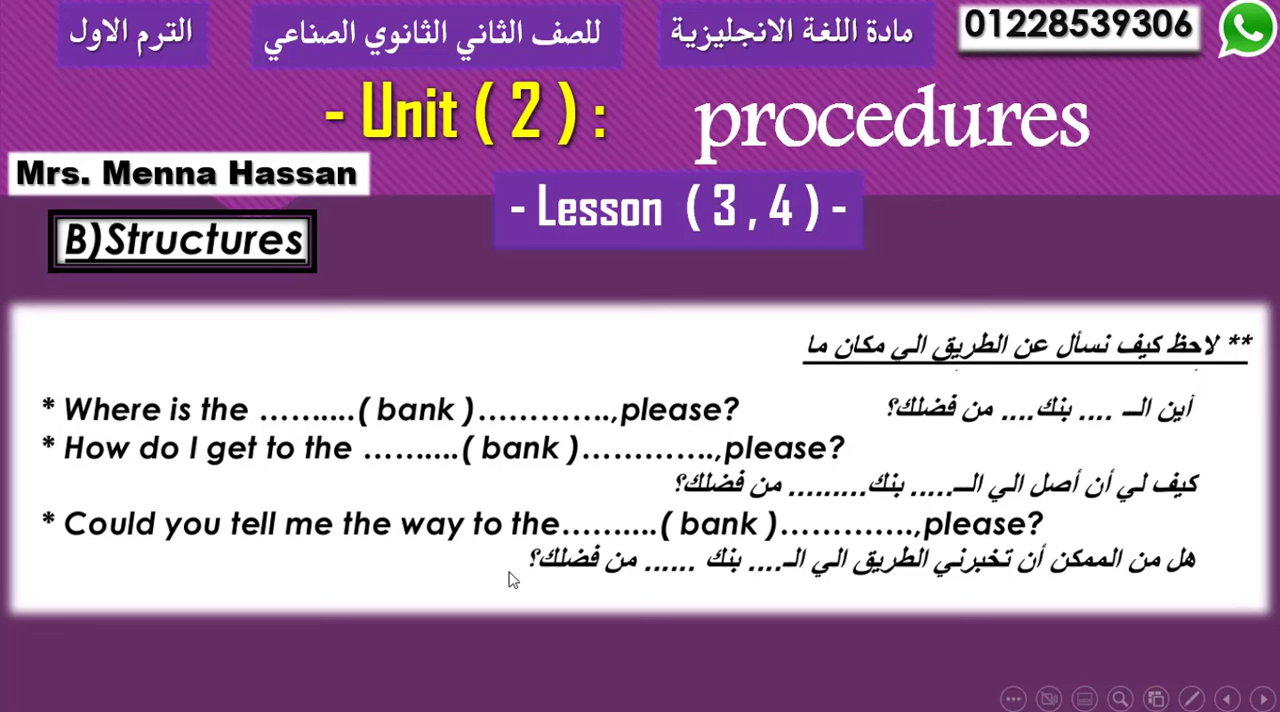 01228539306
مادة اللغة الانجليزية
للصف الثاني الثانوي الصناعي
الترم الاول
- Unit ( 2 ) : procedures
Mrs. Menna Hassan
- Lesson ( 3 , 4 ) -
B)Structures
** لاحظ كيف نسأل عن الطريق الي مكان ما
* Where is the ……....( bank )………….,please?
أين الــ .... بنك.... من فضلك؟
* How do I get to the ……....( bank )………….,please?
كيف لي أن أصل الي الــ..... بنك......... من فضلك؟
* Could you tell me the way to the……....( bank )………….,please?
هل من الممكن أن تخبرني الطريق الي الـ.... بنك ...... من فضلك؟